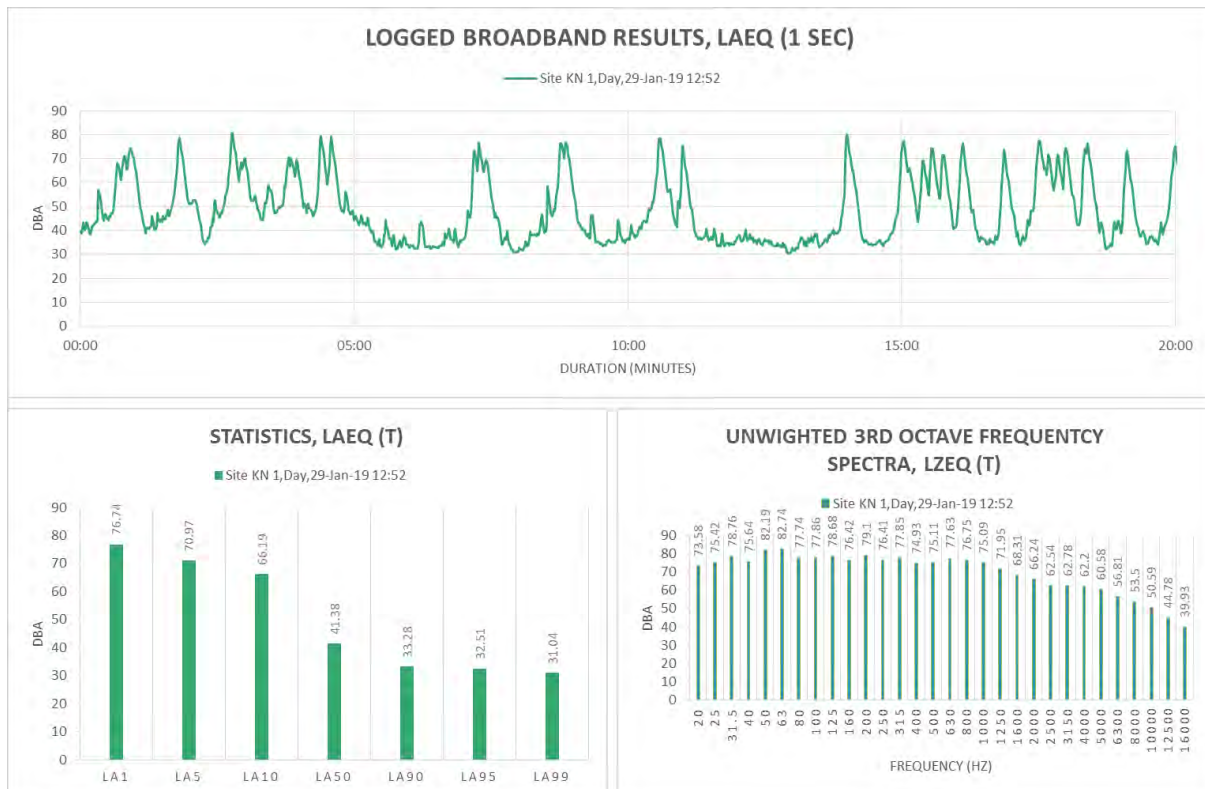 LOGGED BROADBAND RESULTS, LAEQ (1 SEC)
Site KN 1,Day,29-Jan-19 12:52
90
80
70
60
50
40
30
20
10
0
DBA
00:00 05:00 10:00 15:00 20:00
DURATION (MINUTES)
STATISTICS, LAEQ (T)
Site KN 1,Day,29-Jan-19 12:52
90
80
70
60
50
40
30
20
10
0
DBA
76.74 70.97 66.19 41.38 33.28 32.51 31.04
LA1 LA5 LA10 LA50 LA90 LA95 LA99
UNWIGHTED 3RD OCTAVE FREQUENTCY
SPECTRA, LZEQ (T)
Site KN 1,Day,29-Jan-19 12:52
90
80
70
60
50
40
30
20
10
0
DBA
73.58 75.42 78.76 75.64 82.19 82.74 77.74 77.86 78.68 76.42 79.1 76.41 77.85 74.93 75.11 77.63 76.75 75.09 71.95 68.31 66.24 62.54 62.78 62.2 60.58 56.81 53.5 50.59 44.78 39.93
20 25 31.5 40 50 63 80 100 125 160 200 250 315 400 500 630 800 1000 1250 1600 2000 2500 3150 4000 5000 6300 8000 10000 12500 16000
FREQUENCY (HZ)